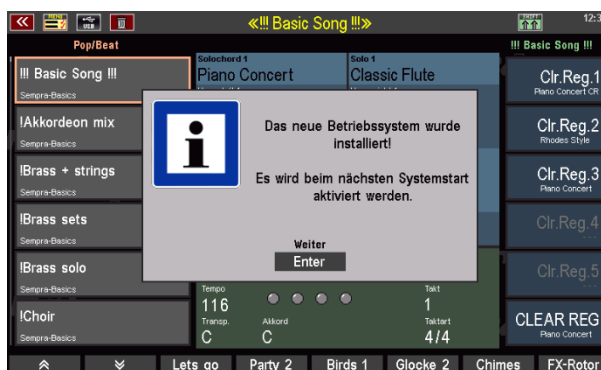 MENU
USB
«!!! Basic Song !!!»
SHIFT
12:3
Pop/Beat
!!! Basic Song !!!
!!! Basic Song !!!
Sempra-Basics
!Akkordeon mix
Sempra-Basics
!Brass + strings
Sempra-Basics
!Brass sets
Sempra-Basics
!Brass solo
Sempra-Basics
!Choir
Sempra-Basics
Solochord 1
Piano Concert
Solo 1
Classic Flute
Das neue Betriebssystem wurde
installiert!
Es wird beim nächsten Systemstart
aktiviert werden.
Weiter
Enter
Tempo
116
Takt
1
Transp.
C
Akkord
C
Taktart
4/4
Clr.Reg.1
Piano Concert CR
Clr.Reg.2
Rhodes Style
Clr.Reg.3
Piano Concert
Clr.Reg.4
Clr.Reg.5
CLEAR REG
Piano Concert
Lets go
Party 2
Birds 1
Glocke 2
Chimes
FX-Rotor